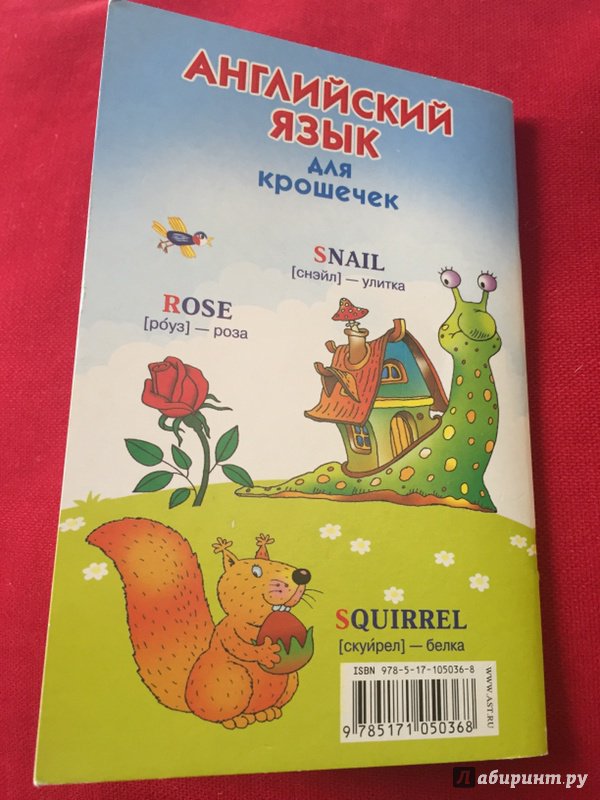 АНГЛИЙСКИЙ
ЯЗЫК
для
крошечек
SNAIL
[снэйл] — улитка
ROSE
[ро́уз] — роза
SQUIRREL
[скуи́рел] — белка
ISBN 978-5-17-105036-8
WWW.AST.RU
9 785171 050368
Лабиринт.ру